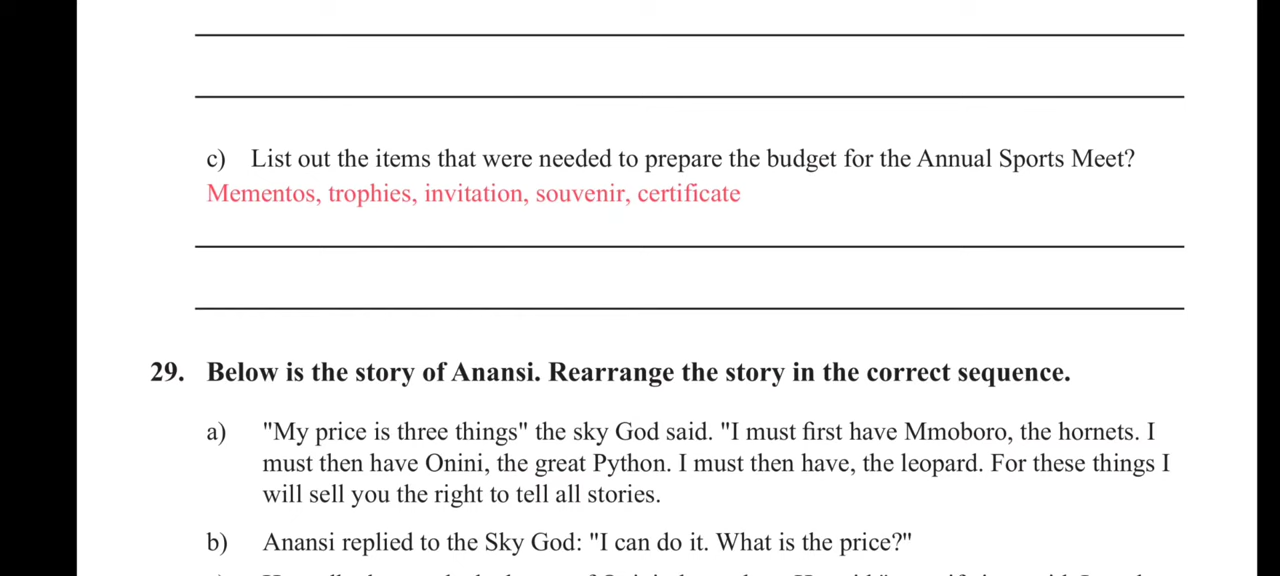 c) List out the items that were needed to prepare the budget for the Annual Sports Meet?
Mementos, trophies, invitation, souvenir, certificate
29. Below is the story of Anansi. Rearrange the story in the correct sequence.
a) "My price is three things" the sky God said. "I must first have Mmoboro, the hornets. I
must then have Onini, the great Python. I must then have, the leopard. For these things I
will sell you the right to tell all stories.
b) Anansi replied to the Sky God: "I can do it. What is the price?"